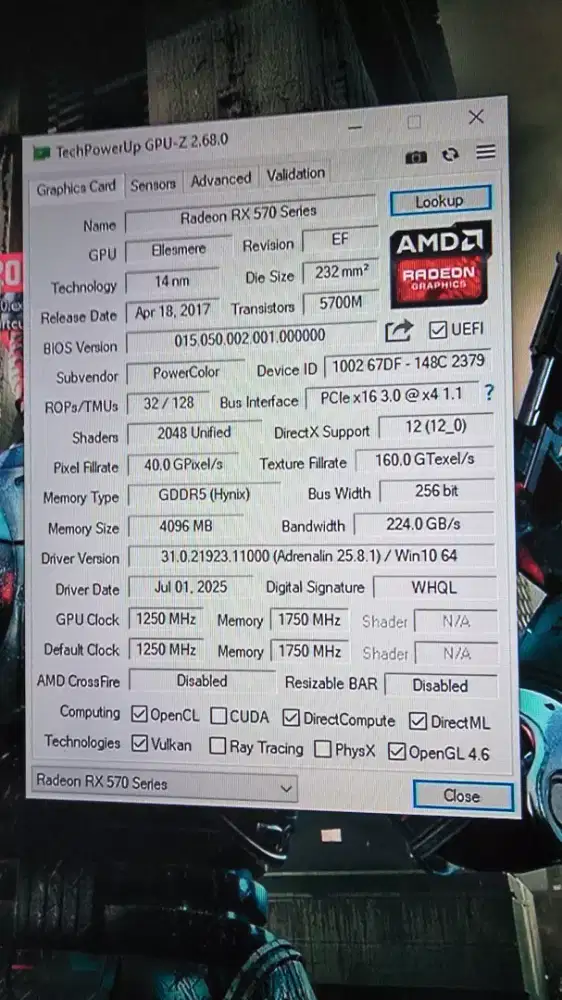 TechPowerUp GPU-Z 2.68.0
Graphics Card Sensors Advanced Validation
Name Radeon RX 570 Series Lookup
GPU Ellesmere Revision EF
AMD
RADEON
GRAPHICS
Technology 14 nm Die Size 232 mm²
Release Date Apr 18, 2017 Transistors 5700M
BIOS Version 015.050.002.001.000000 UEFI
Subvendor PowerColor Device ID 1002 67DF - 148C 2379
ROPs/TMUs 32 / 128 Bus Interface PCIe x16 3.0 @ x4 1.1 ?
Shaders 2048 Unified DirectX Support 12 (12_0)
Pixel Fillrate 40.0 GPixel/s Texture Fillrate 160.0 GTexel/s
Memory Type GDDR5 (Hynix) Bus Width 256 bit
Memory Size 4096 MB Bandwidth 224.0 GB/s
Driver Version 31.0.21923.11000 (Adrenalin 25.8.1) / Win10 64
Driver Date Jul 01, 2025 Digital Signature WHQL
GPU Clock 1250 MHz Memory 1750 MHz Shader N/A
Default Clock 1250 MHz Memory 1750 MHz Shader N/A
AMD CrossFire Disabled Resizable BAR Disabled
Computing OpenCL CUDA DirectCompute DirectML
Technologies Vulkan Ray Tracing PhysX OpenGL 4.6
Radeon RX 570 Series Close